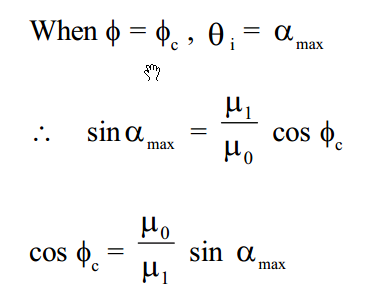 When ϕ = ϕc , θi = αmax
∴ sin αmax = μ1/μ0 cos ϕc
cos ϕc = μ0/μ1 sin αmax